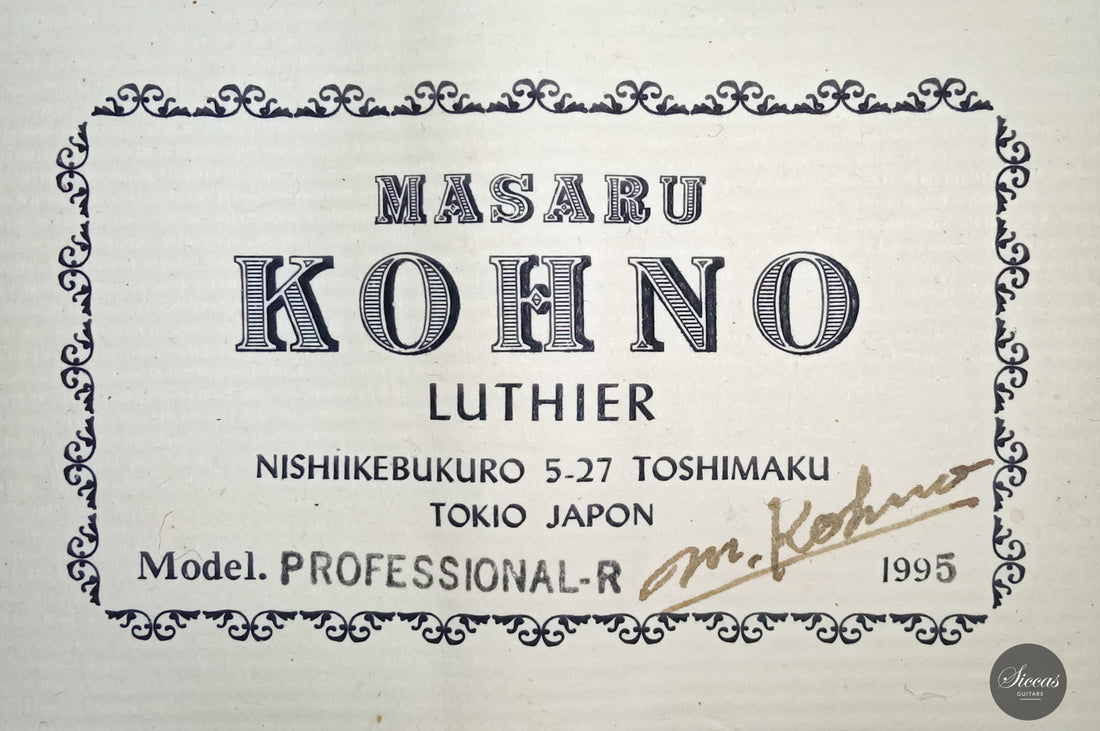 MASARU
KOHNO
LUTHIER
NISHIIKEBUKURO 5-27 TOSHIMAKU
TOKIO JAPON
m. Kohno
Model. PROFESSIONAL-R 1995
Siccas
GUITARS